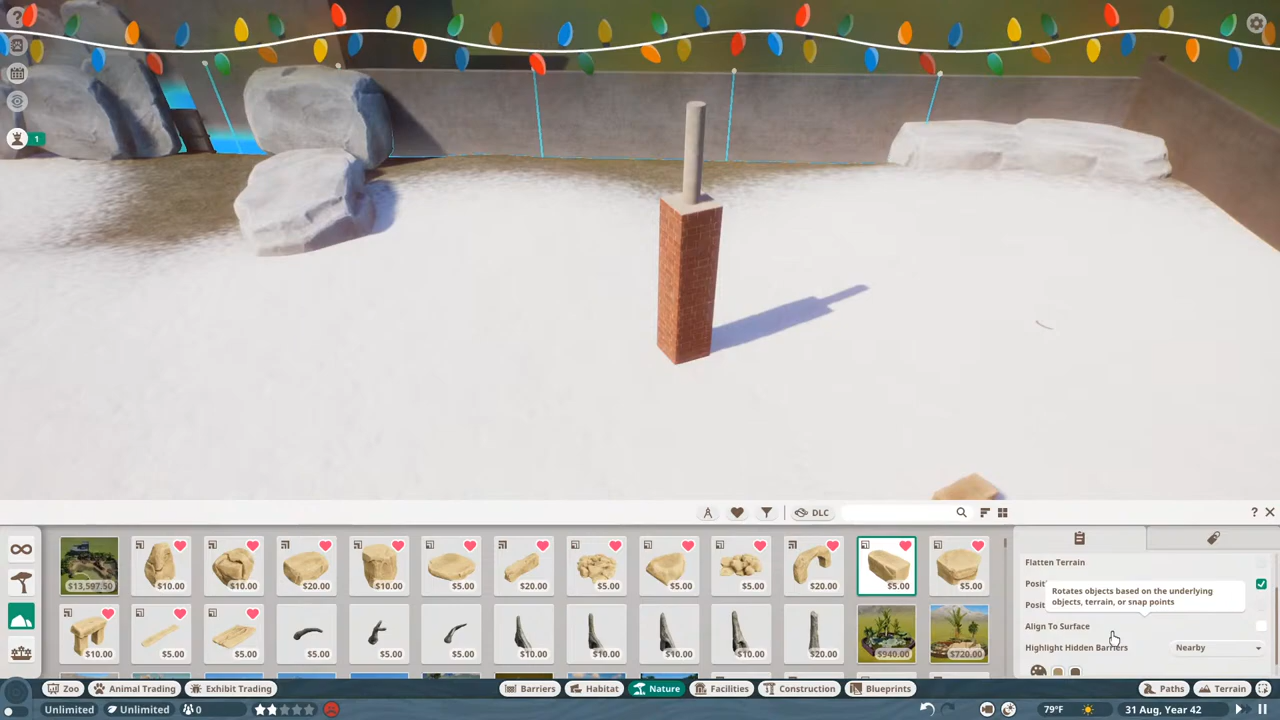 ?
1
DLC
?
$13,597.50
$10.00
$10.00
$20.00
$10.00
$5.00
$20.00
$5.00
$5.00
$5.00
$20.00
$5.00
$5.00
$10.00
$5.00
$5.00
$5.00
$5.00
$5.00
$10.00
$10.00
$10.00
$10.00
$20.00
$940.00
$720.00
Flatten Terrain
Posit
Rotates objects based on the underlying
objects, terrain, or snap points
Posit
Align To Surface
Highlight Hidden Barriers
Nearby
Zoo
Animal Trading
Exhibit Trading
Barriers
Habitat
Nature
Facilities
Construction
Blueprints
Paths
Terrain
Unlimited
Unlimited
0
79°F
31 Aug, Year 42